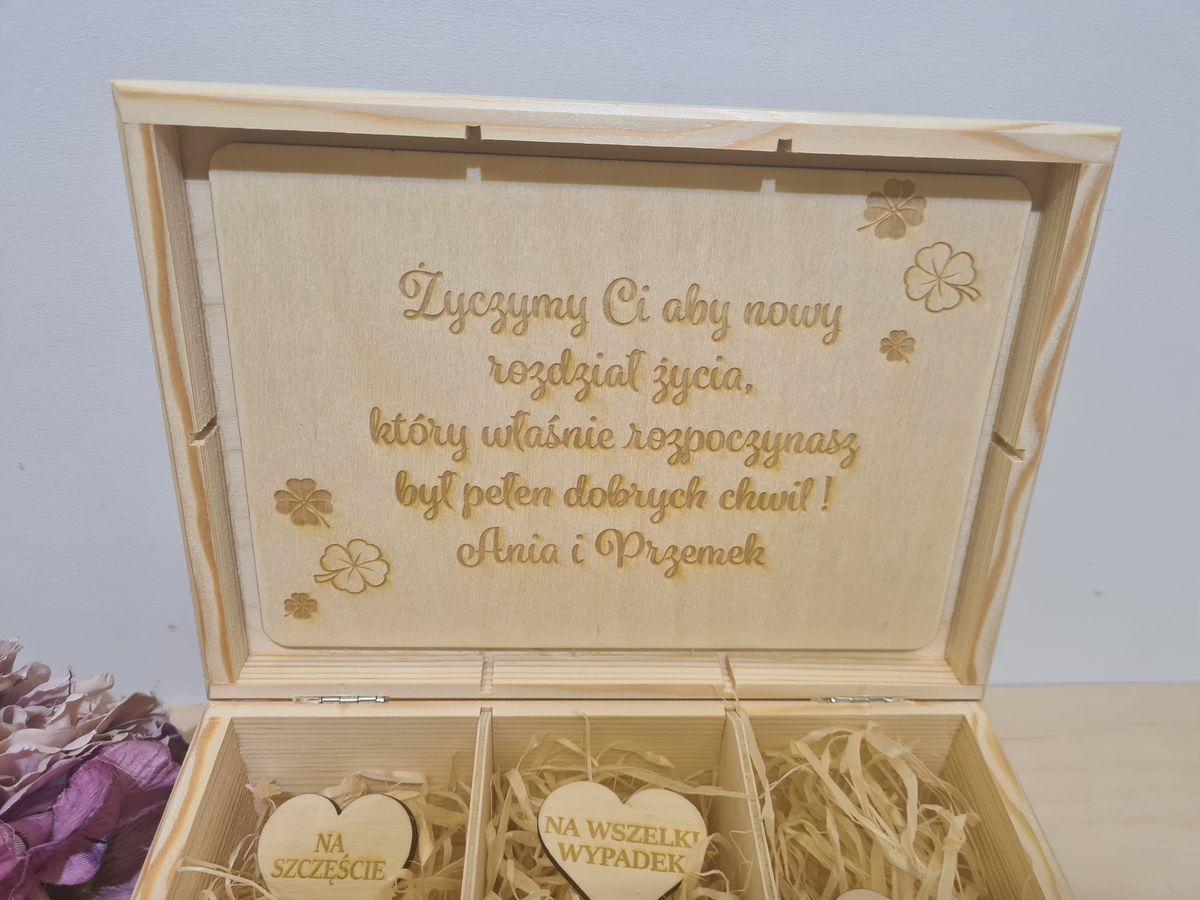 Życzymy Ci aby nowy
rozdział życia,
który właśnie rozpoczynasz
był pełen dobrych chwil !
Ania i Przemek
NA
SZCZĘŚCIE
NA WSZELKI
WYPADEK